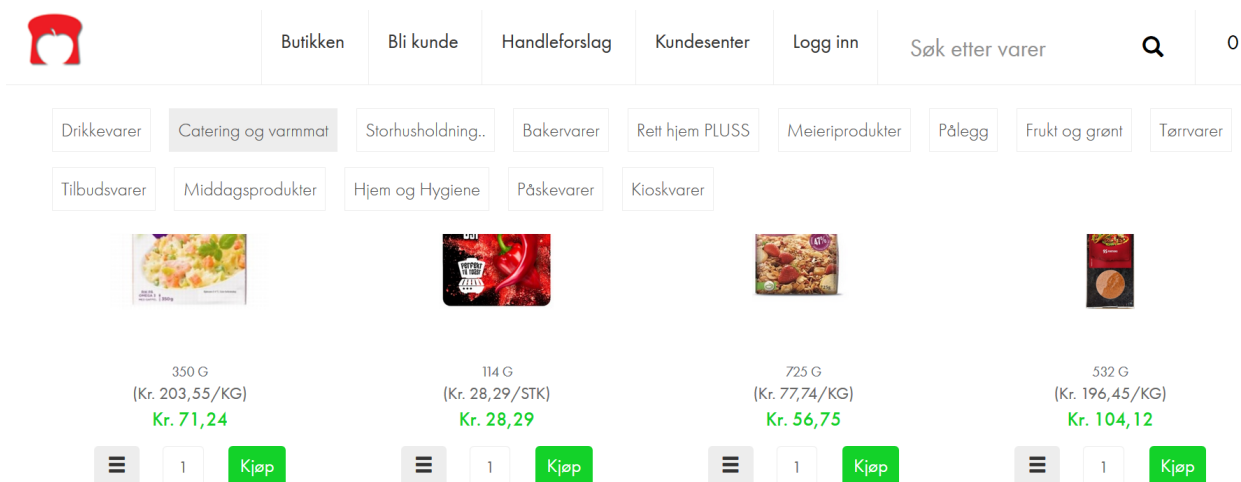 Butikken Bli kunde Handleforslag Kundesenter Logg inn Søk etter varer 0
Drikkevarer Catering og varmmat Storhusholdning.. Bakervarer Rett hjem PLUSS Meieriprodukter Pålegg Frukt og grønt Tørrvarer
Tilbudsvarer Middagsprodukter Hjem og Hygiene Påskevarer Kioskvarer
PERFEKT
47%
350 G 114 G 725 G 532 G
(Kr. 203,55/KG) (Kr. 28,29/STK) (Kr. 77,74/KG) (Kr. 196,45/KG)
Kr. 71,24 Kr. 28,29 Kr. 56,75 Kr. 104,12
1 Kjøp 1 Kjøp 1 Kjøp 1 Kjøp